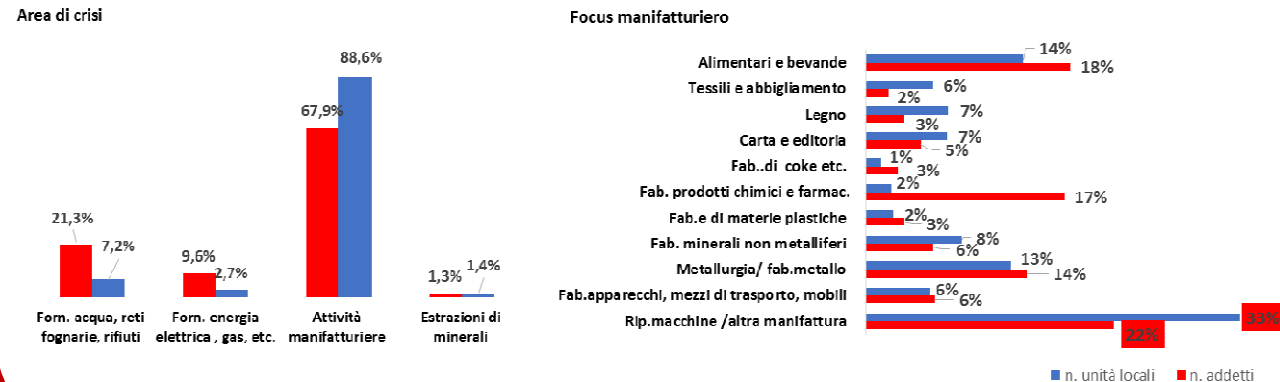 Area di crisi
21,3%
7,2%
9,6%
2,7%
67,9%
88,6%
1,3%
1,4%
Forn. acqua, reti
fognarie, rifiuti
Forn. energia
elettrica , gas, etc.
Attività
manifatturiere
Estrazioni di
minerali
Focus manifatturiero
Alimentari e bevande
14%
18%
Tessili e abbigliamento
6%
2%
Legno
7%
3%
Carta e editoria
7%
5%
Fab..di coke etc.
1%
3%
Fab. prodotti chimici e farmac.
2%
17%
Fab.e di materie plastiche
2%
3%
Fab. minerali non metalliferi
8%
6%
Metallurgia/ fab.metallo
13%
14%
Fab.apparecchi, mezzi di trasporto, mobili
6%
6%
Rip.macchine /altra manifattura
33%
22%
n. unità locali
n. addetti